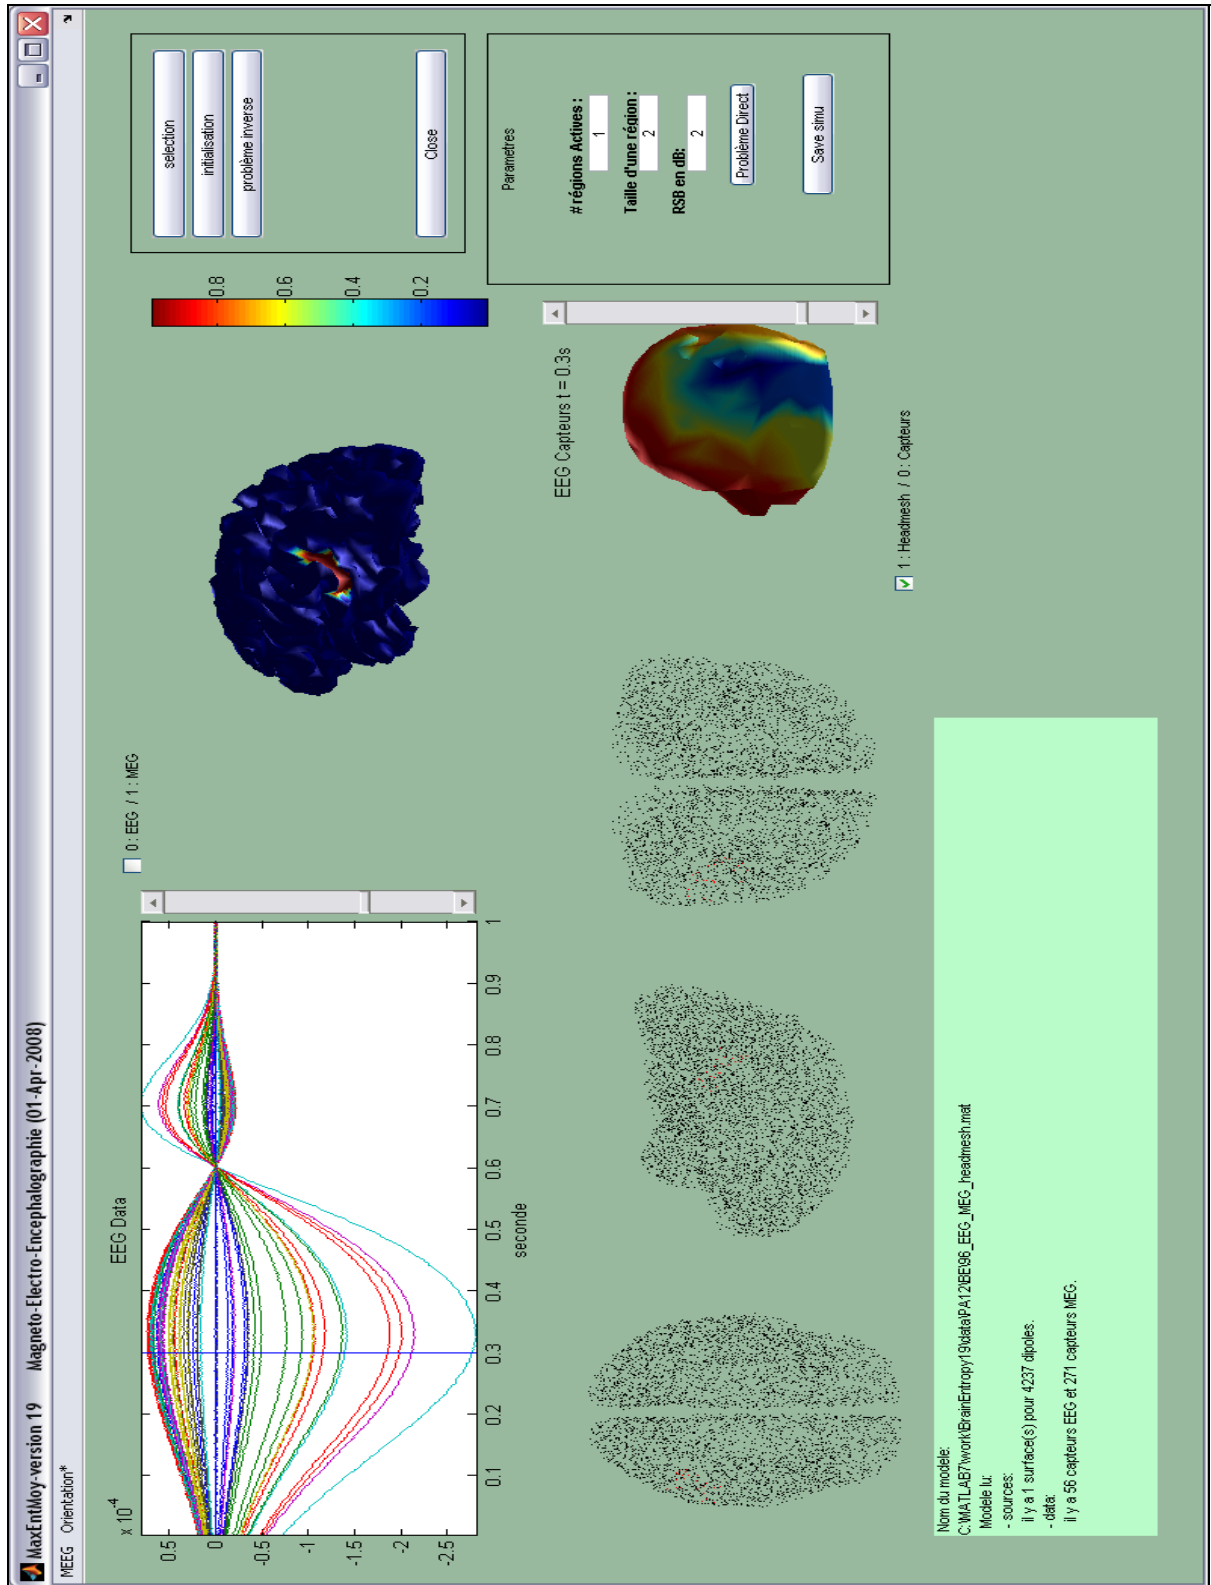 MaxEntMoy-version 19 Magneto-Electro-Encephalographie (01-Apr-2008)
MEEG Orientation*
EEG Data
x 10-4
0.5
0
-0.5
-1
-1.5
-2
-2.5
0.1
0.2
0.3
0.4
0.5
0.6
0.7
0.8
0.9
1
seconde
0 : EEG / 1 : MEG
0.8
0.6
0.4
0.2
selection
initialisation
problème inverse
Close
EEG Capteurs t = 0.3s
1 : Headmesh / 0 : Capteurs
Parametres
# régions Actives :
1
Taille d'une région :
2
RSB en dB:
2
Problème Direct
Save simu
Nom du modele:
C:\MATLAB7\work\BrainEntropy19\data\PA12\BE\96_EEG_MEG_headmesh.mat
Modele lu:
- sources:
il y a 1 surface(s) pour 4237 dipoles.
- data:
il y a 56 capteurs EEG et 271 capteurs MEG.